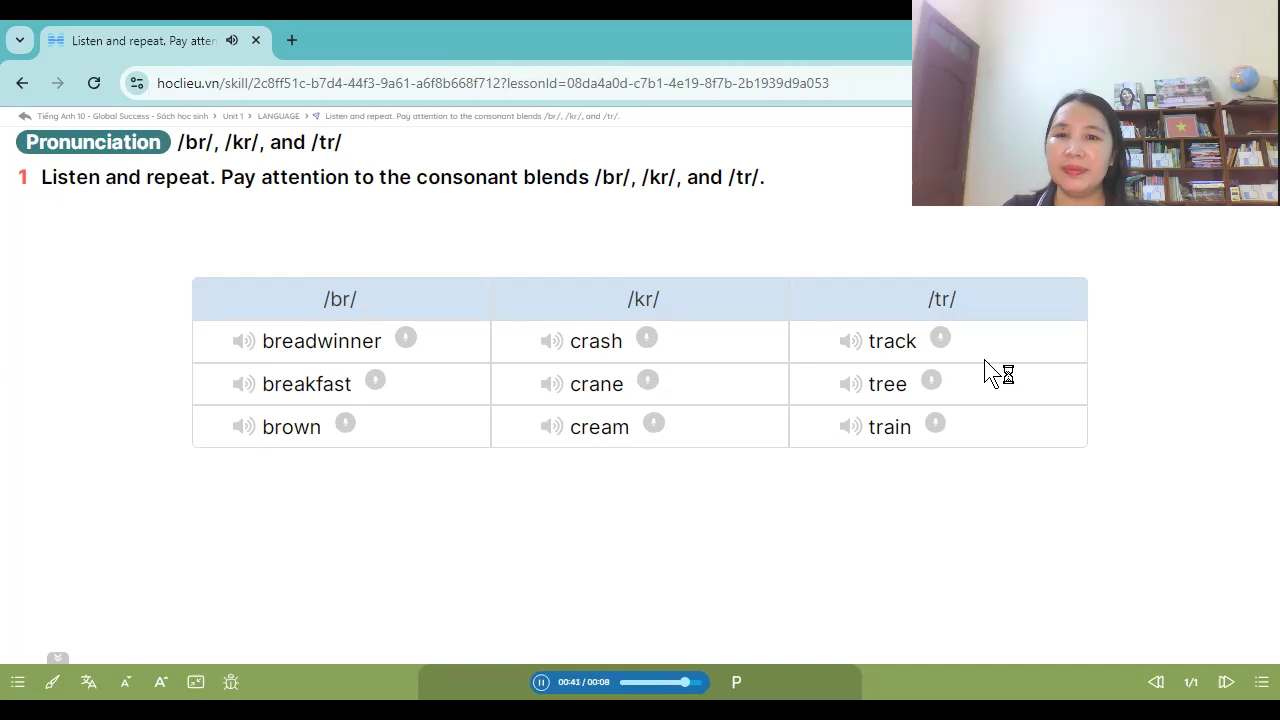 Listen and repeat. Pay atten
hoclieu.vn/skill/2c8ff51c-b7d4-44f3-9a61-a6f8b668f712?lessonId=08da4a0d-c7b1-4e19-8f7b-2b1939d9a053
Tiếng Anh 10 - Global Success - Sách học sinh > Unit 1 > LANGUAGE > Listen and repeat. Pay attention to the consonant blends /br/, /kr/, and /tr/.
Pronunciation /br/, /kr/, and /tr/
1 Listen and repeat. Pay attention to the consonant blends /br/, /kr/, and /tr/.
/br/ /kr/ /tr/
breadwinner crash track
breakfast crane tree
brown cream train
00:41 / 00:08 P 1/1